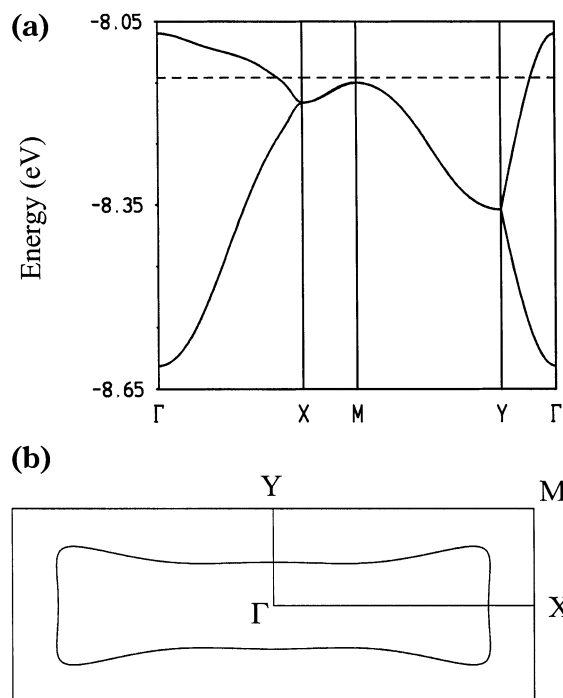 (a)
-8.05
Energy (eV)
-8.35
-8.65
Γ X M Y Γ
(b)
Y M
Γ X